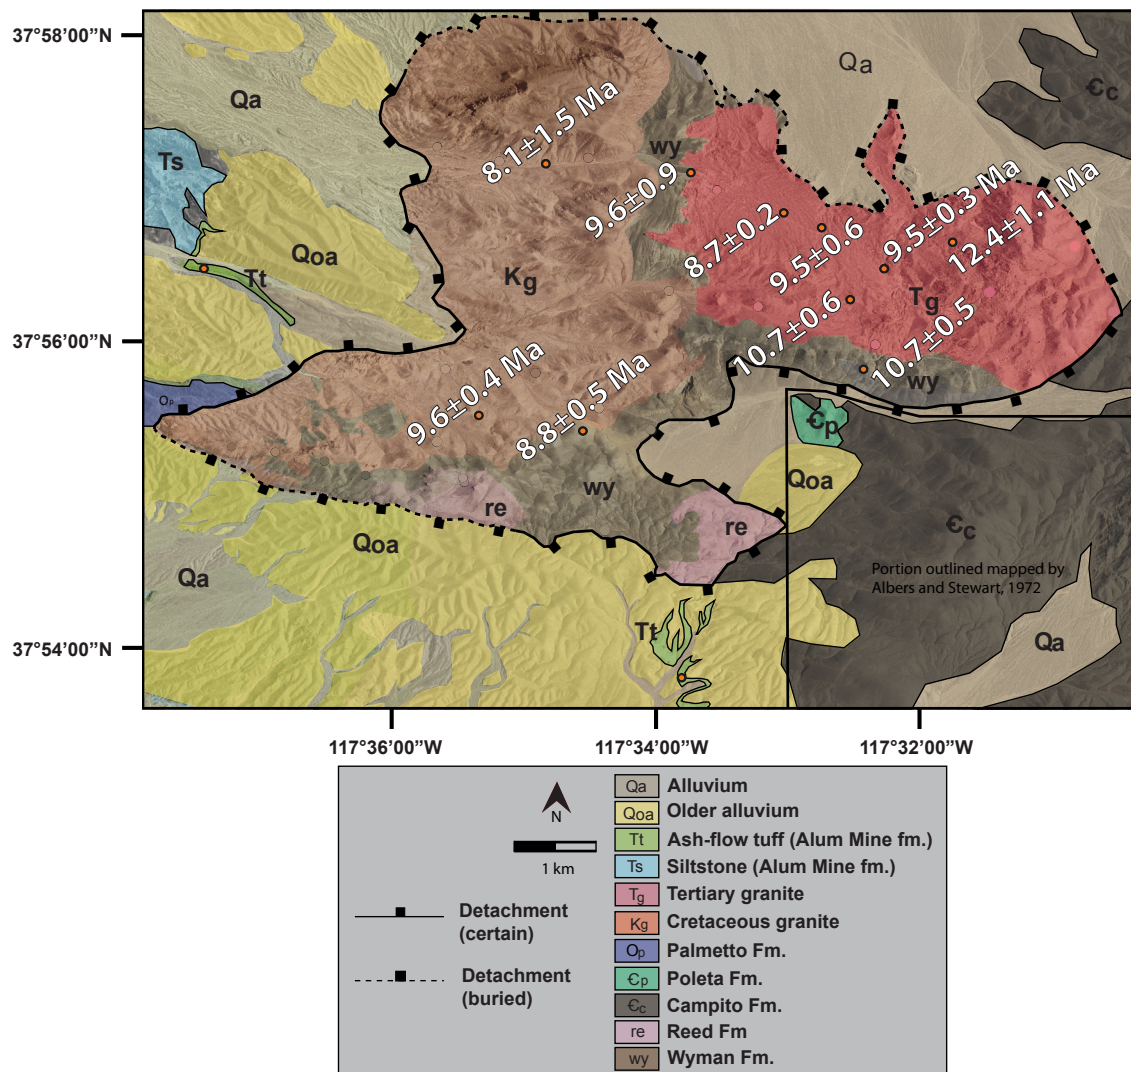 37°58'00”N
Qa
Qa
Ꞓc
Ts
8.1±1.5 Ma
wy
9.6±0.9
8.7±0.2
9.5±0.6
9.5±0.3 Ma
12.4±1.1 Ma
Qoa
Tt
Kg
Tg
37°56'00”N
10.7±0.6
10.7±0.5
wy
Op
9.6±0.4 Ma
8.8±0.5 Ma
Ꞓp
wy
Qoa
re
re
Qoa
Ꞓc
Qa
Portion outlined mapped by
Albers and Stewart, 1972
37°54'00”N
Tt
Qa
117°36'00”W
117°34'00”W
117°32'00”W
N
1 km
Detachment
(certain)
Detachment
(buried)
Qa Alluvium
Qoa Older alluvium
Tt Ash-flow tuff (Alum Mine fm.)
Ts Siltstone (Alum Mine fm.)
Tg Tertiary granite
Kg Cretaceous granite
Op Palmetto Fm.
Ꞓp Poleta Fm.
Ꞓc Campito Fm.
re Reed Fm
wy Wyman Fm.